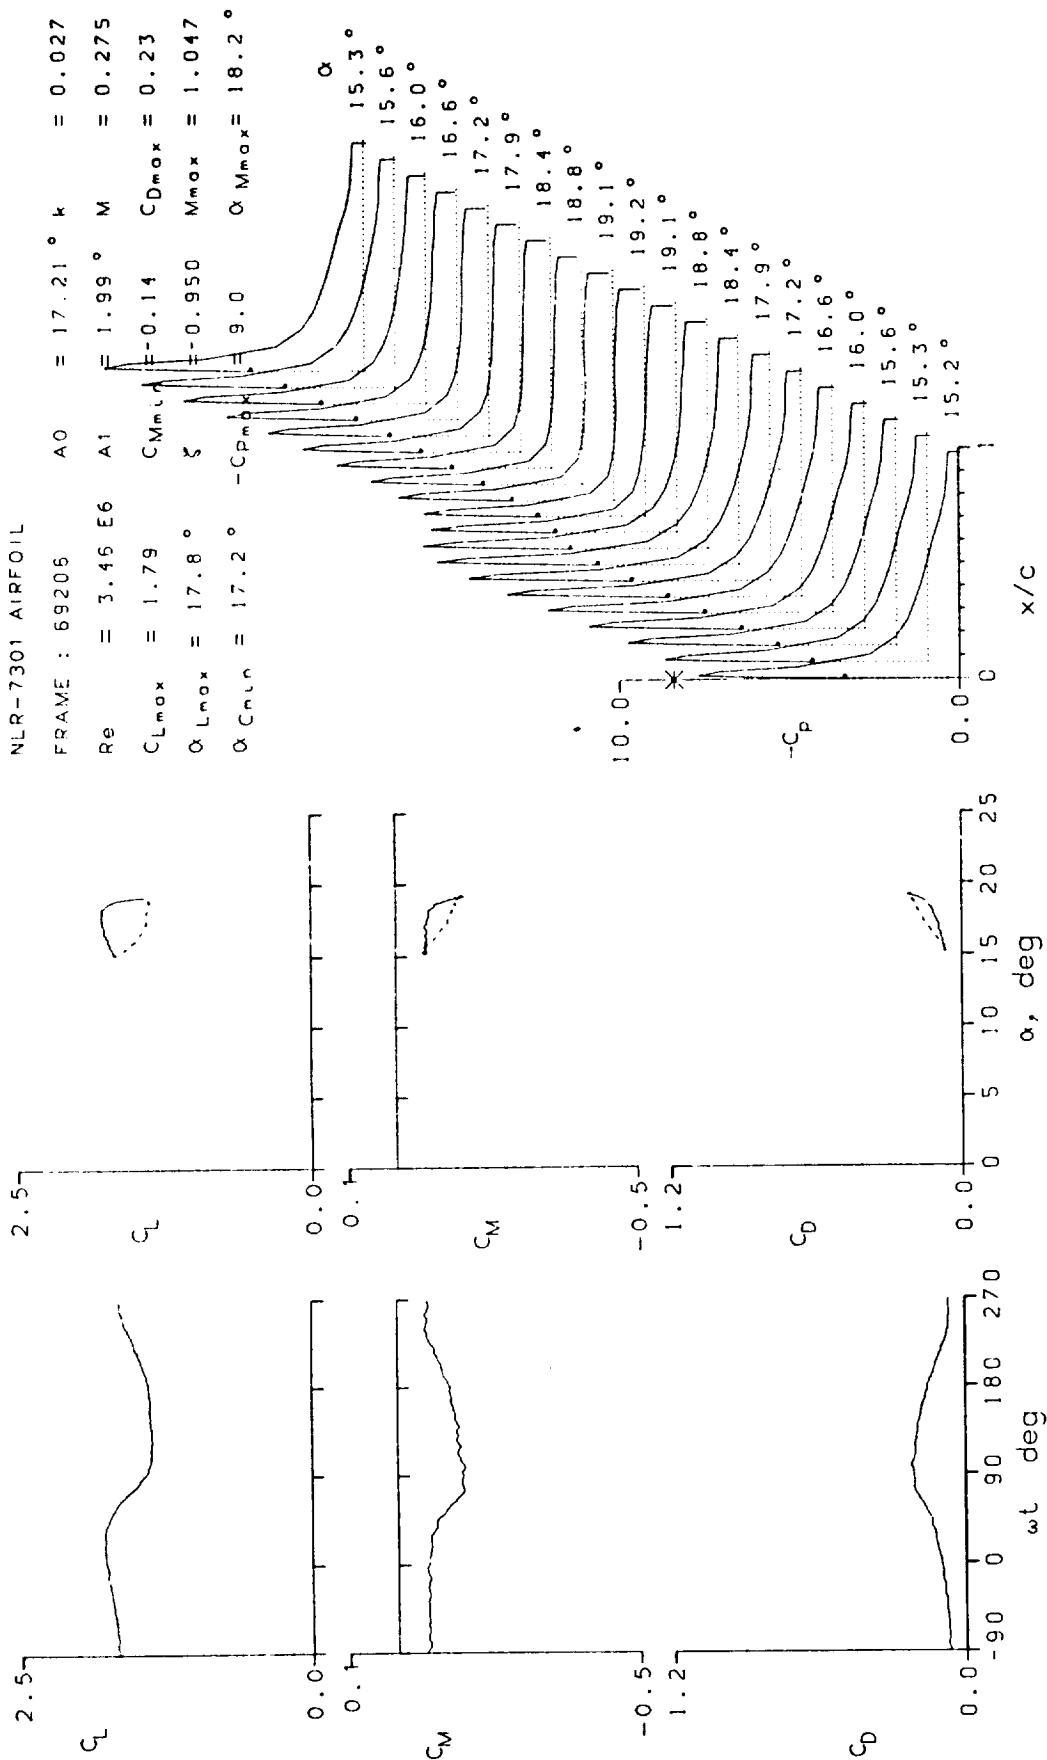 NLR-7301 AIRFOIL
FRAME : 69206 A0 = 17.21° k = 0.027
Re = 3.46 E6 A1 = 1.99° M = 0.275
CLmax = 1.79 CMmin =-0.14 CDmax = 0.23
αLmax = 17.8° ζ =-0.950 Mmax = 1.047
αCmin = 17.2° -Cpmax = 9.0 αMmax = 18.2°
α
15.3°
15.6°
16.0°
16.6°
17.2°
17.9°
18.4°
18.8°
19.1°
19.2°
19.1°
18.8°
18.4°
17.9°
17.2°
16.6°
16.0°
15.6°
15.3°
15.2°
10.0
-Cp
0.0
0 1
x/c
2.5
CL
0.0
0.1
CM
-0.5
1.2
CD
0.0
0 5 10 15 20 25
α, deg
2.5
CL
0.0
0.1
CM
-0.5
1.2
CD
0.0
-90 0 90 180 270
ωt deg